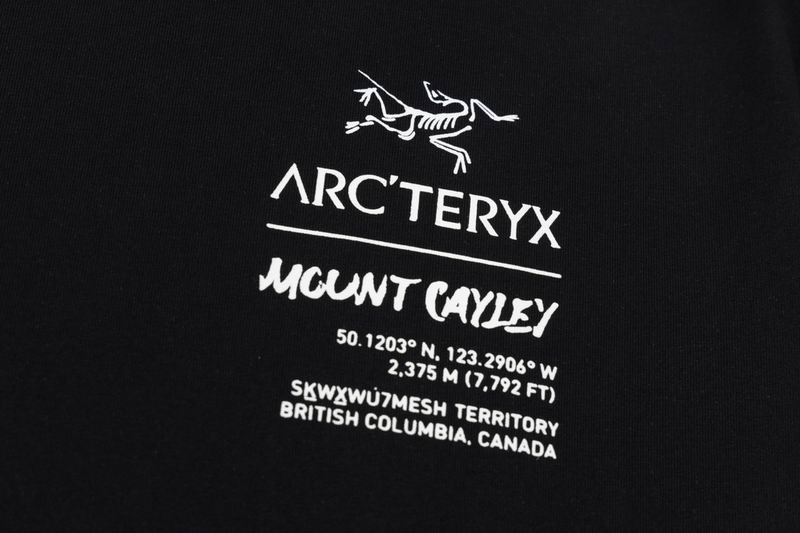 ARC'TERYX
MOUNT CAYLEY
50.1203° N, 123.2906° W
2,375 M (7,792 FT)
SḴWX̱WÚ7MESH TERRITORY
BRITISH COLUMBIA, CANADA